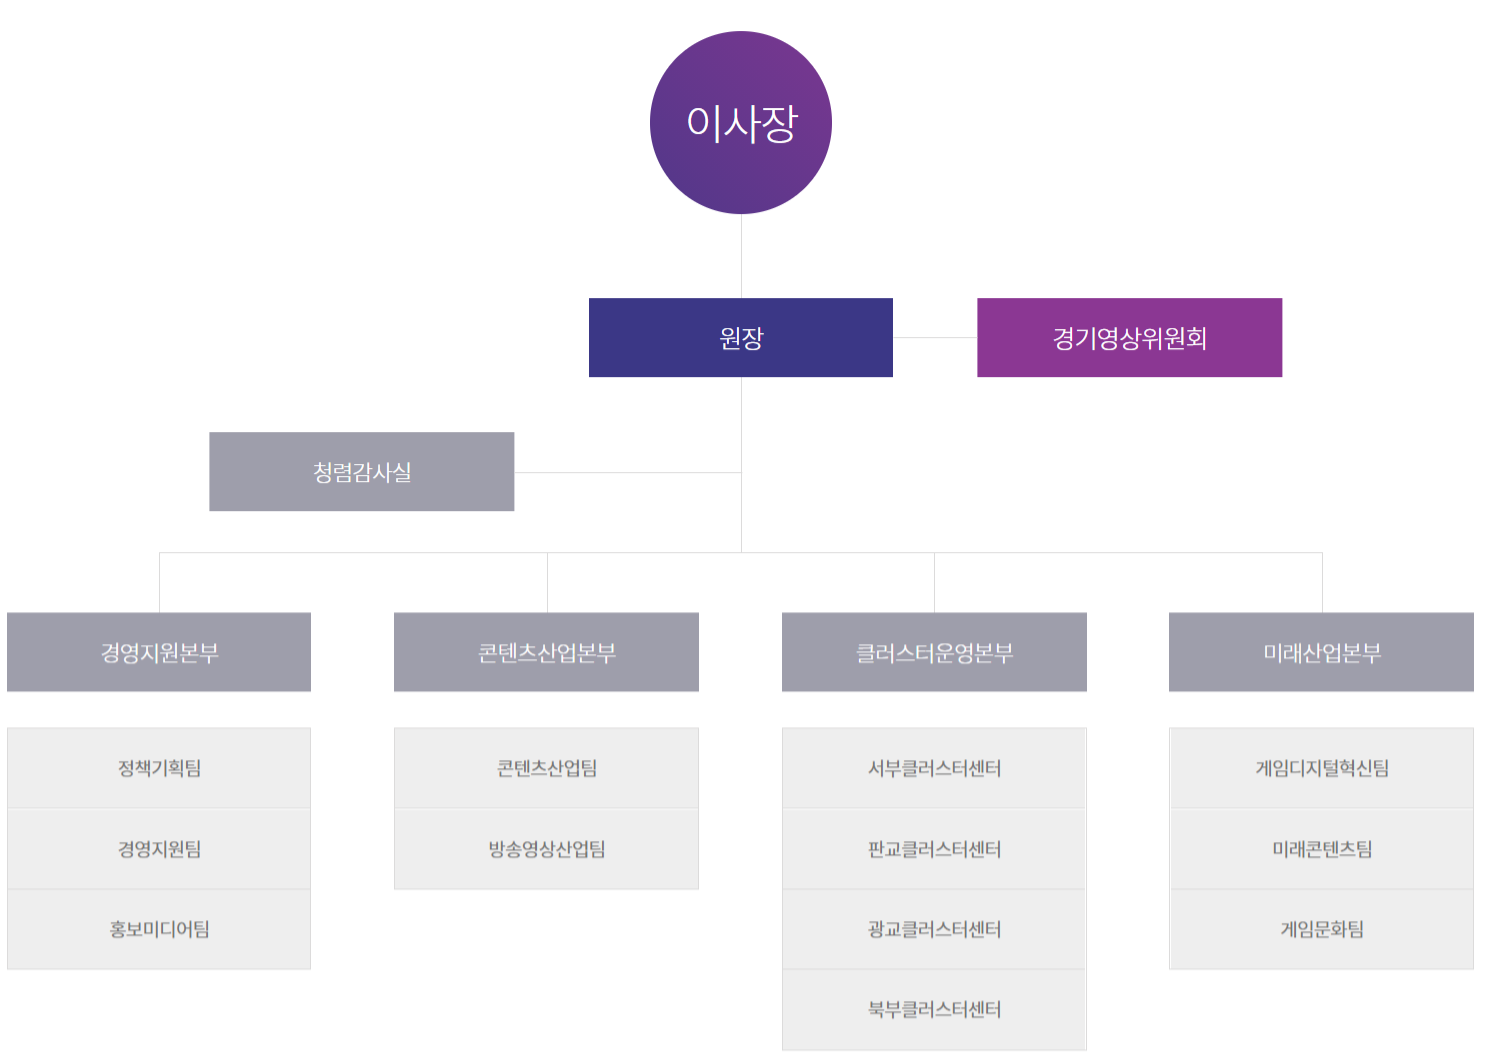 이사장
원장
경기영상위원회
청렴감사실
경영지원본부
콘텐츠산업본부
클러스터운영본부
미래산업본부
정책기획팀
콘텐츠산업팀
서부클러스터센터
게임디지털혁신팀
경영지원팀
방송영상산업팀
판교클러스터센터
미래콘텐츠팀
홍보미디어팀
광교클러스터센터
게임문화팀
북부클러스터센터